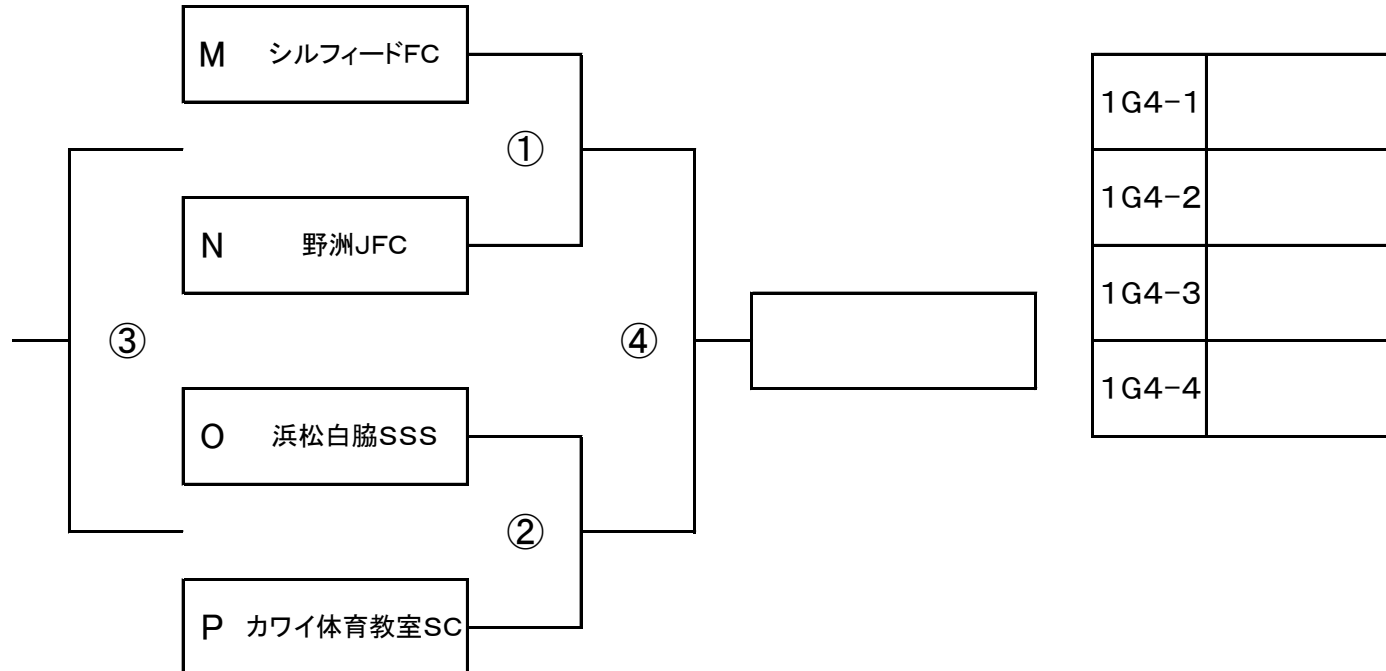 M シルフィードFC
①
N 野洲JFC
③
④
O 浜松白脇SSS
②
P カワイ体育教室SC
1G4-1
1G4-2
1G4-3
1G4-4